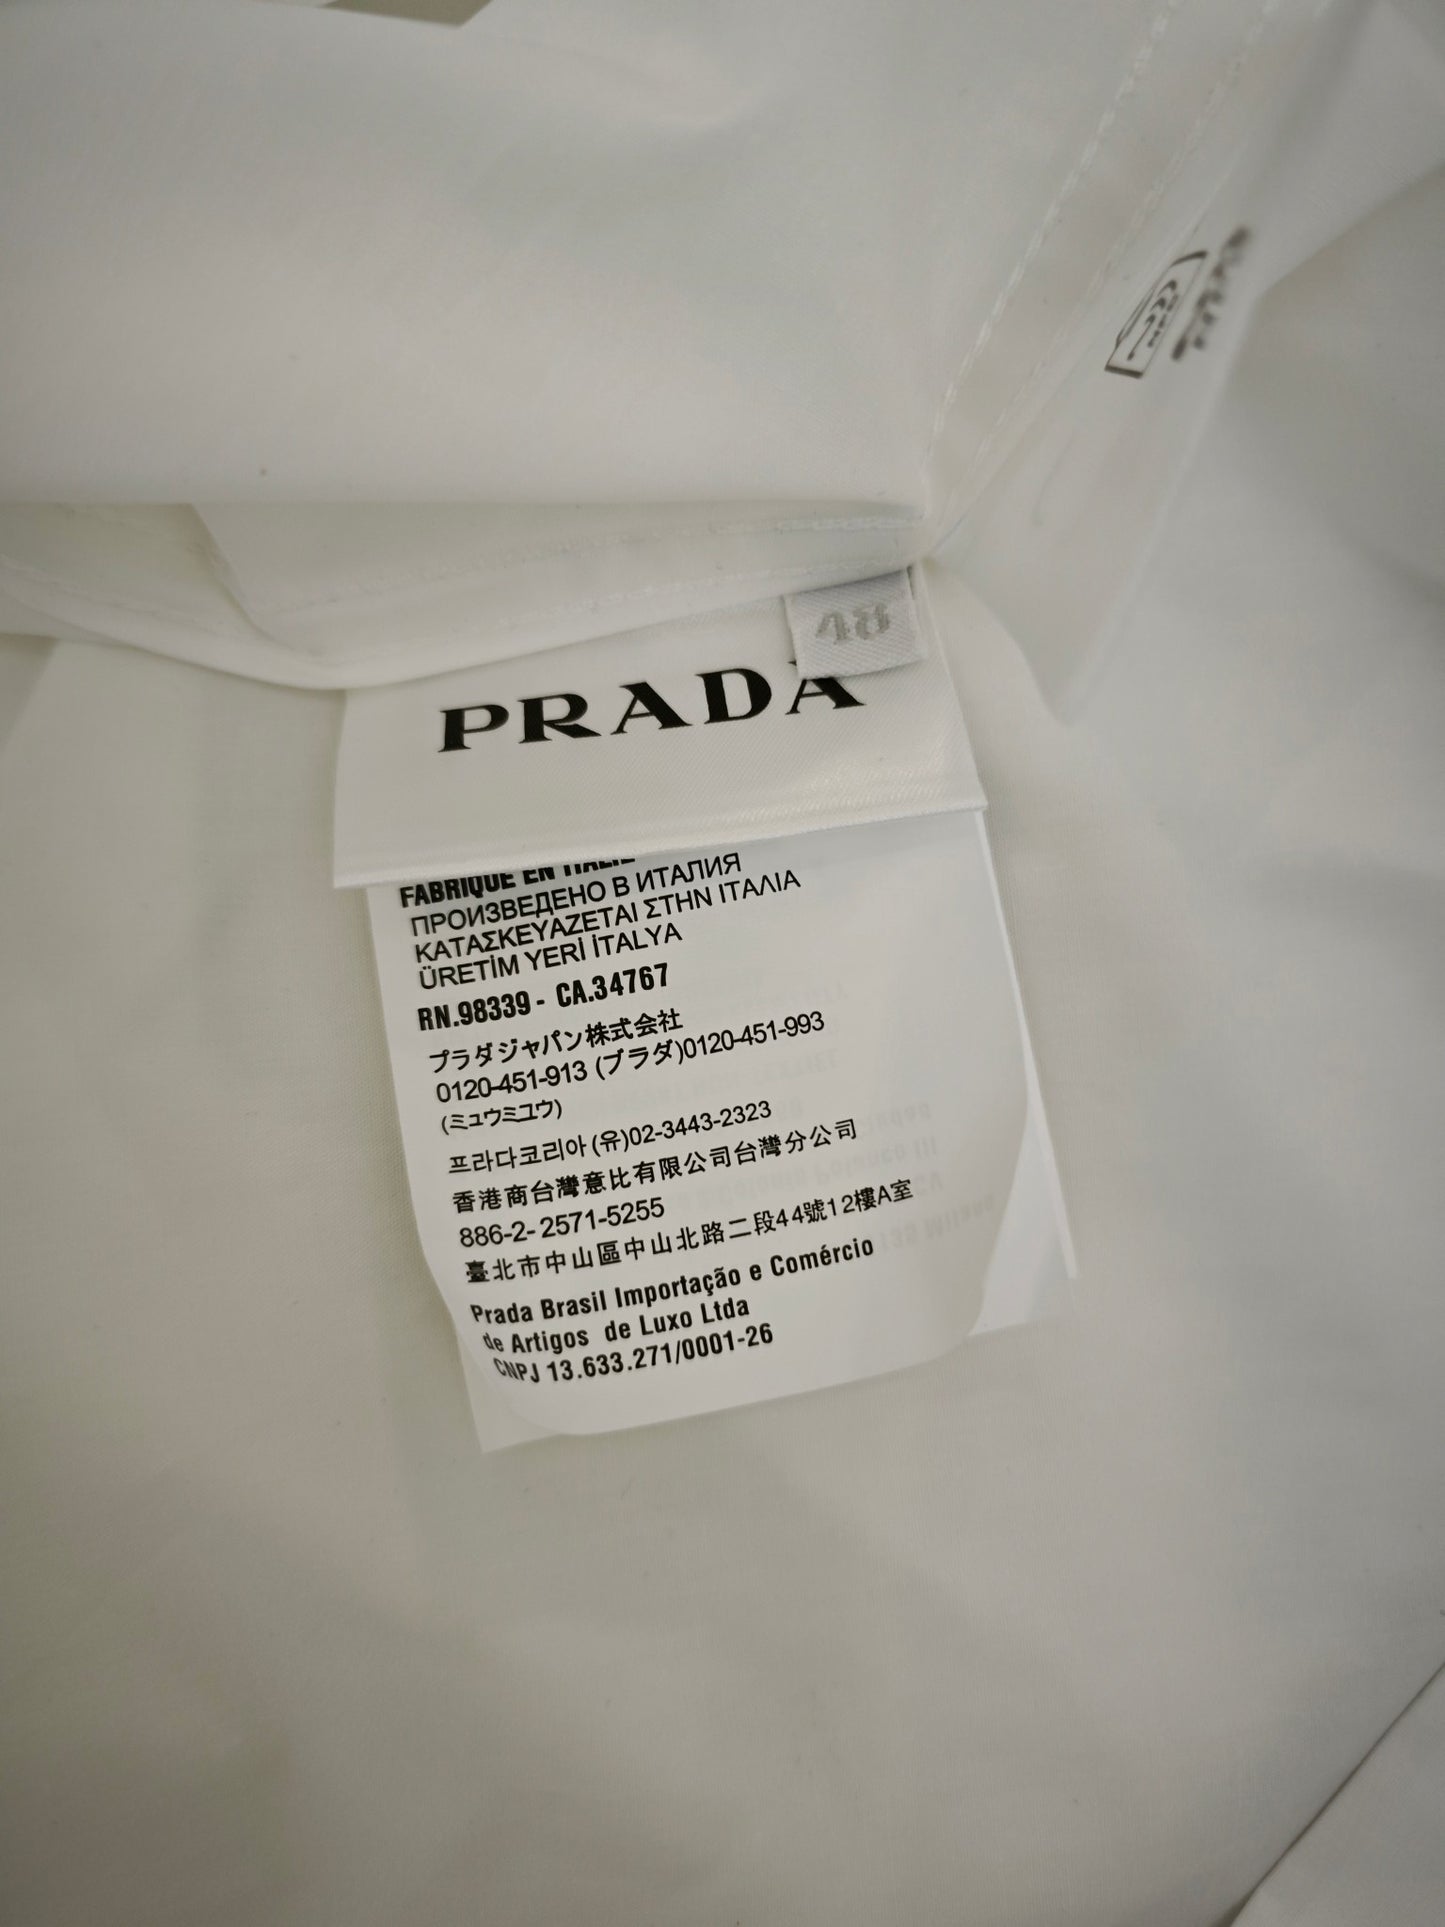 48
PRADA
FABRIQUÉ EN ITALIE
ПРОИЗВЕДЕНО В ИТАЛИЯ
ΚΑΤΑΣΚΕΥΑΖΕΤΑΙ ΣΤΗΝ ΙΤΑΛΙΑ
ÜRETİM YERİ İTALYA
RN.98339 - CA.34767
プラダジャパン株式会社
0120-451-913 (プラダ)0120-451-993
(ミュウミュウ)
프라다코리아(유)02-3443-2323
香港商台灣意比有限公司台灣分公司
886-2-2571-5255
臺北市中山區中山北路二段44號12樓A室
Prada Brasil Importação e Comércio
de Artigos de Luxo Ltda
CNPJ 13.633.271/0001-26